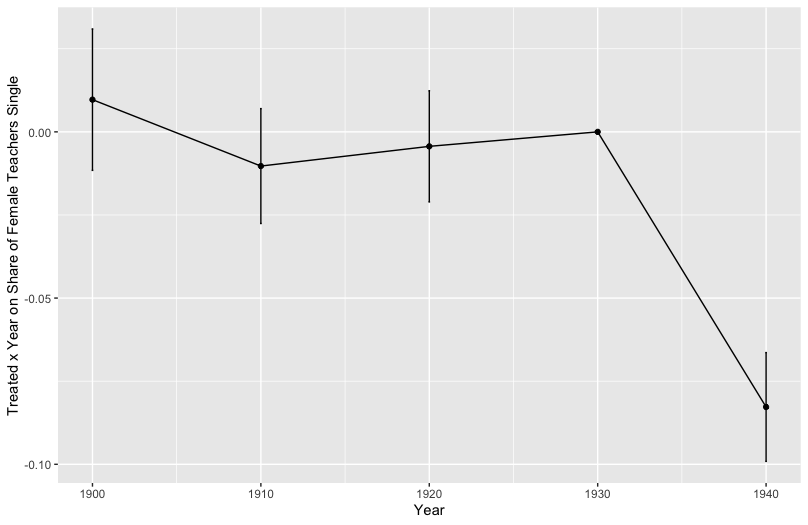 Treated x Year on Share of Female Teachers Single
0.00
-0.05
-0.10
1900 1910 1920 1930 1940
Year